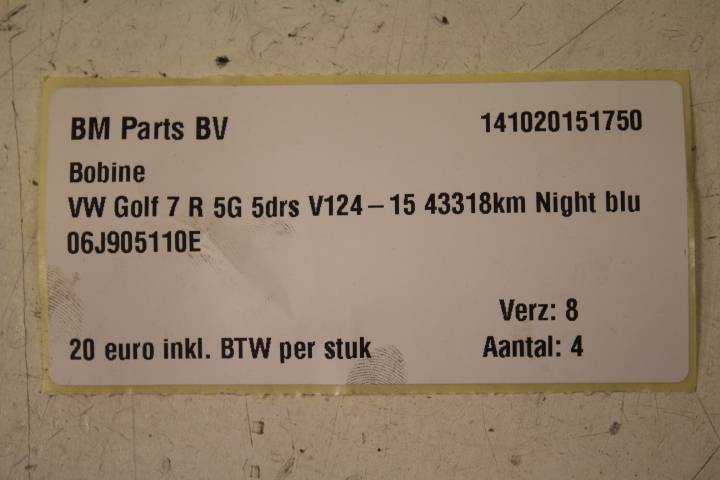 BM Parts BV 141020151750
Bobine
VW Golf 7 R 5G 5drs V124-15 43318km Night blu
06J905110E
Verz: 8
20 euro inkl. BTW per stuk Aantal: 4